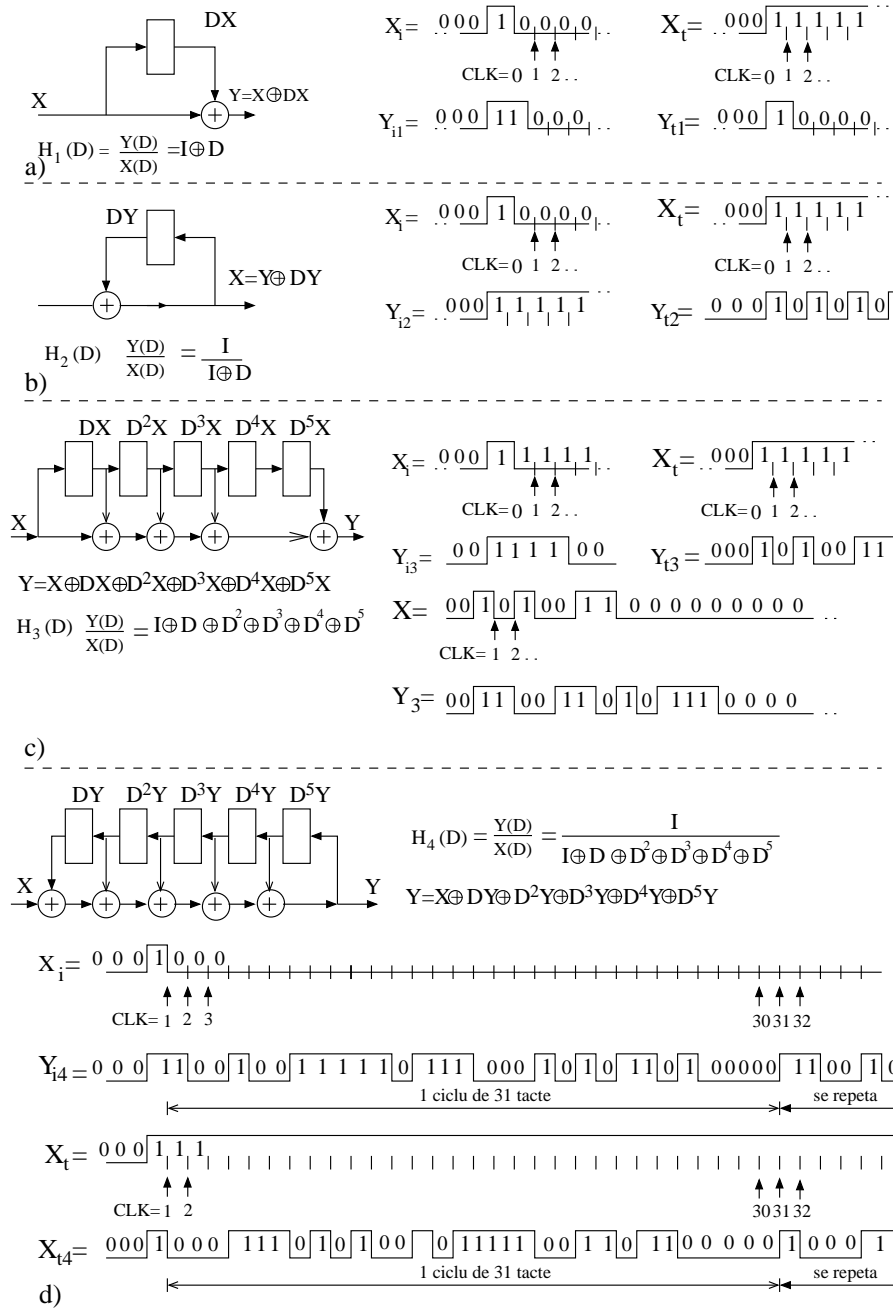 DX
X
Y=X⊕DX
H₁(D) = Y(D)/X(D) = I⊕D
a)
Xᵢ= .. 0 0 0 1 0 0 0 0 ..
CLK=0 1 2 . .
Yᵢ₁= .. 0 0 0 1 1 0 0 0 ..
Xₜ= .. 0 0 0 1 1 1 1 1 ..
CLK=0 1 2 . .
Yₜ₁= .. 0 0 0 1 0 0 0 0 ..
DY
X=Y⊕DY
H₂(D) Y(D)/X(D) = I/(I⊕D)
b)
Xᵢ= .. 0 0 0 1 0 0 0 0 ..
CLK=0 1 2 . .
Yᵢ₂= .. 0 0 0 1 1 1 1 1 ..
Xₜ= .. 0 0 0 1 1 1 1 1 ..
CLK=0 1 2 . .
Yₜ₂= 0 0 0 1 0 1 0 1 0
DX D²X D³X D⁴X D⁵X
X
Y
Y=X⊕DX⊕D²X⊕D³X⊕D⁴X⊕D⁵X
H₃(D) Y(D)/X(D) = I⊕D⊕D²⊕D³⊕D⁴⊕D⁵
c)
Xᵢ= .. 0 0 0 1 1 1 1 1 ..
CLK=0 1 2 . .
Xₜ= .. 0 0 0 1 1 1 1 1 ..
CLK=0 1 2 . .
Yᵢ₃= 0 0 1 1 1 1 0 0
Yₜ₃= 0 0 0 1 0 1 0 0 1 1
X= 0 0 1 0 1 0 0 1 1 0 0 0 0 0 0 0 0 0 ..
CLK= 1 2 . .
Y₃= 0 0 1 1 0 0 1 1 0 1 0 1 1 1 0 0 0 0 ..
DY D²Y D³Y D⁴Y D⁵Y
X
Y
H₄(D) = Y(D)/X(D) = I/(I⊕D⊕D²⊕D³⊕D⁴⊕D⁵)
Y=X⊕DY⊕D²Y⊕D³Y⊕D⁴Y⊕D⁵Y
Xᵢ= 0 0 0 1 0 0 0
CLK= 1 2 3 30 31 32
Yᵢ₄= 0 0 0 1 1 0 0 1 0 0 1 1 1 1 1 0 1 1 1 0 0 0 1 0 1 0 1 1 0 1 0 0 0 0 0 1 1 0 0 1 0
1 ciclu de 31 tacte se repeta
Xₜ= 0 0 0 1 1 1
CLK= 1 2 30 31 32
Xₜ₄= 0 0 0 1 0 0 0 1 1 1 0 1 0 1 0 0 0 1 1 1 1 1 0 0 1 1 0 1 1 0 0 0 0 0 1 0 0 0 1
1 ciclu de 31 tacte se repeta
d)